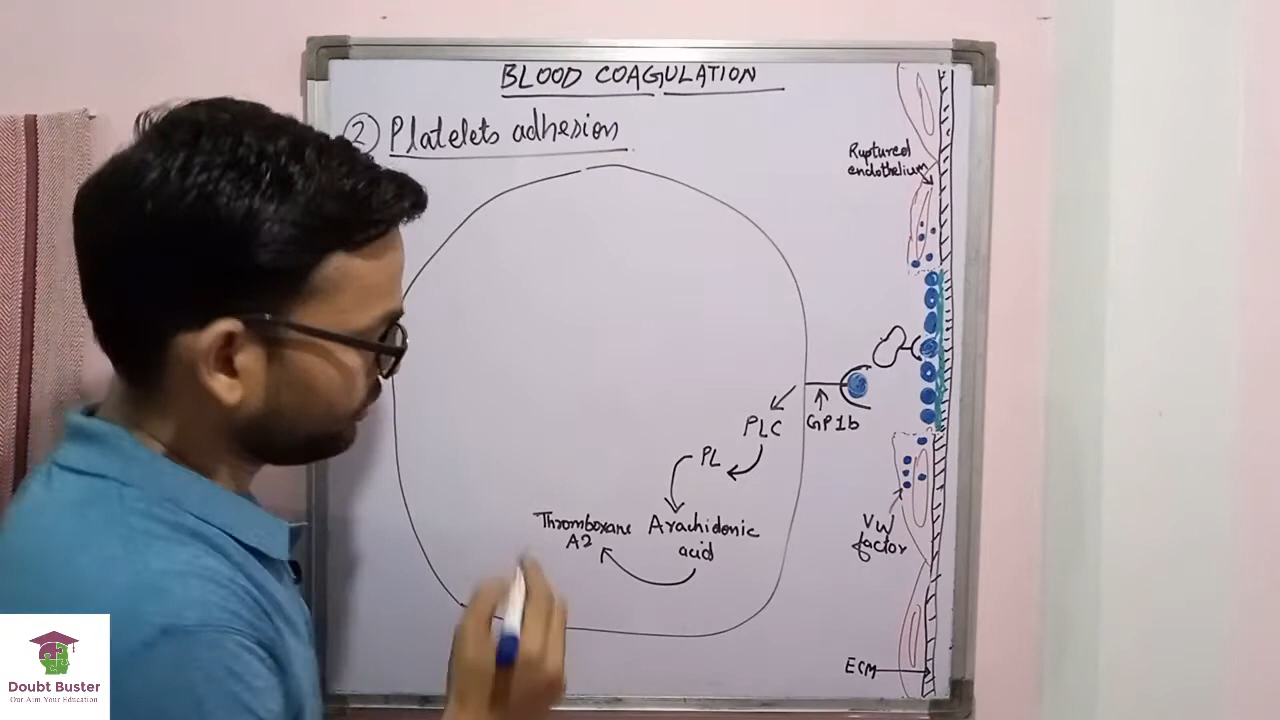 BLOOD COAGULATION
2 Platelets adhesion
Ruptured
endothelium
GP1b
PLC
PL
Thromboxane
A2
Arachidonic
acid
VW
factor
ECM
Doubt Buster
Our Aim Your Education